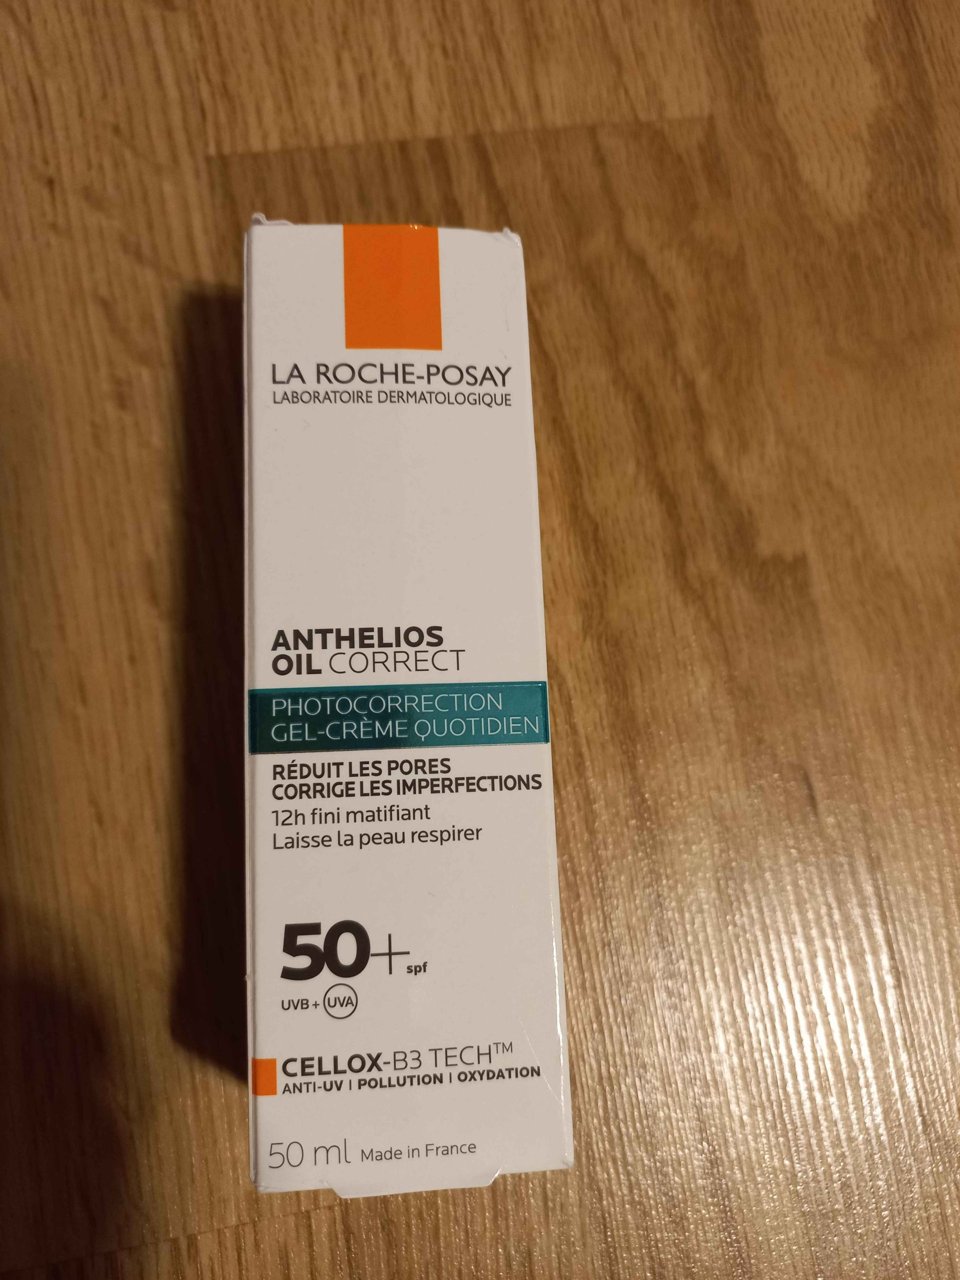 LA ROCHE-POSAY
LABORATOIRE DERMATOLOGIQUE
ANTHELIOS
OIL CORRECT
PHOTOCORRECTION
GEL-CRÈME QUOTIDIEN
RÉDUIT LES PORES
CORRIGE LES IMPERFECTIONS
12h fini matifiant
Laisse la peau respirer
50+ spf
UVB + UVA
CELLOX-B3 TECH™
ANTI-UV | POLLUTION | OXYDATION
50 ml Made in France